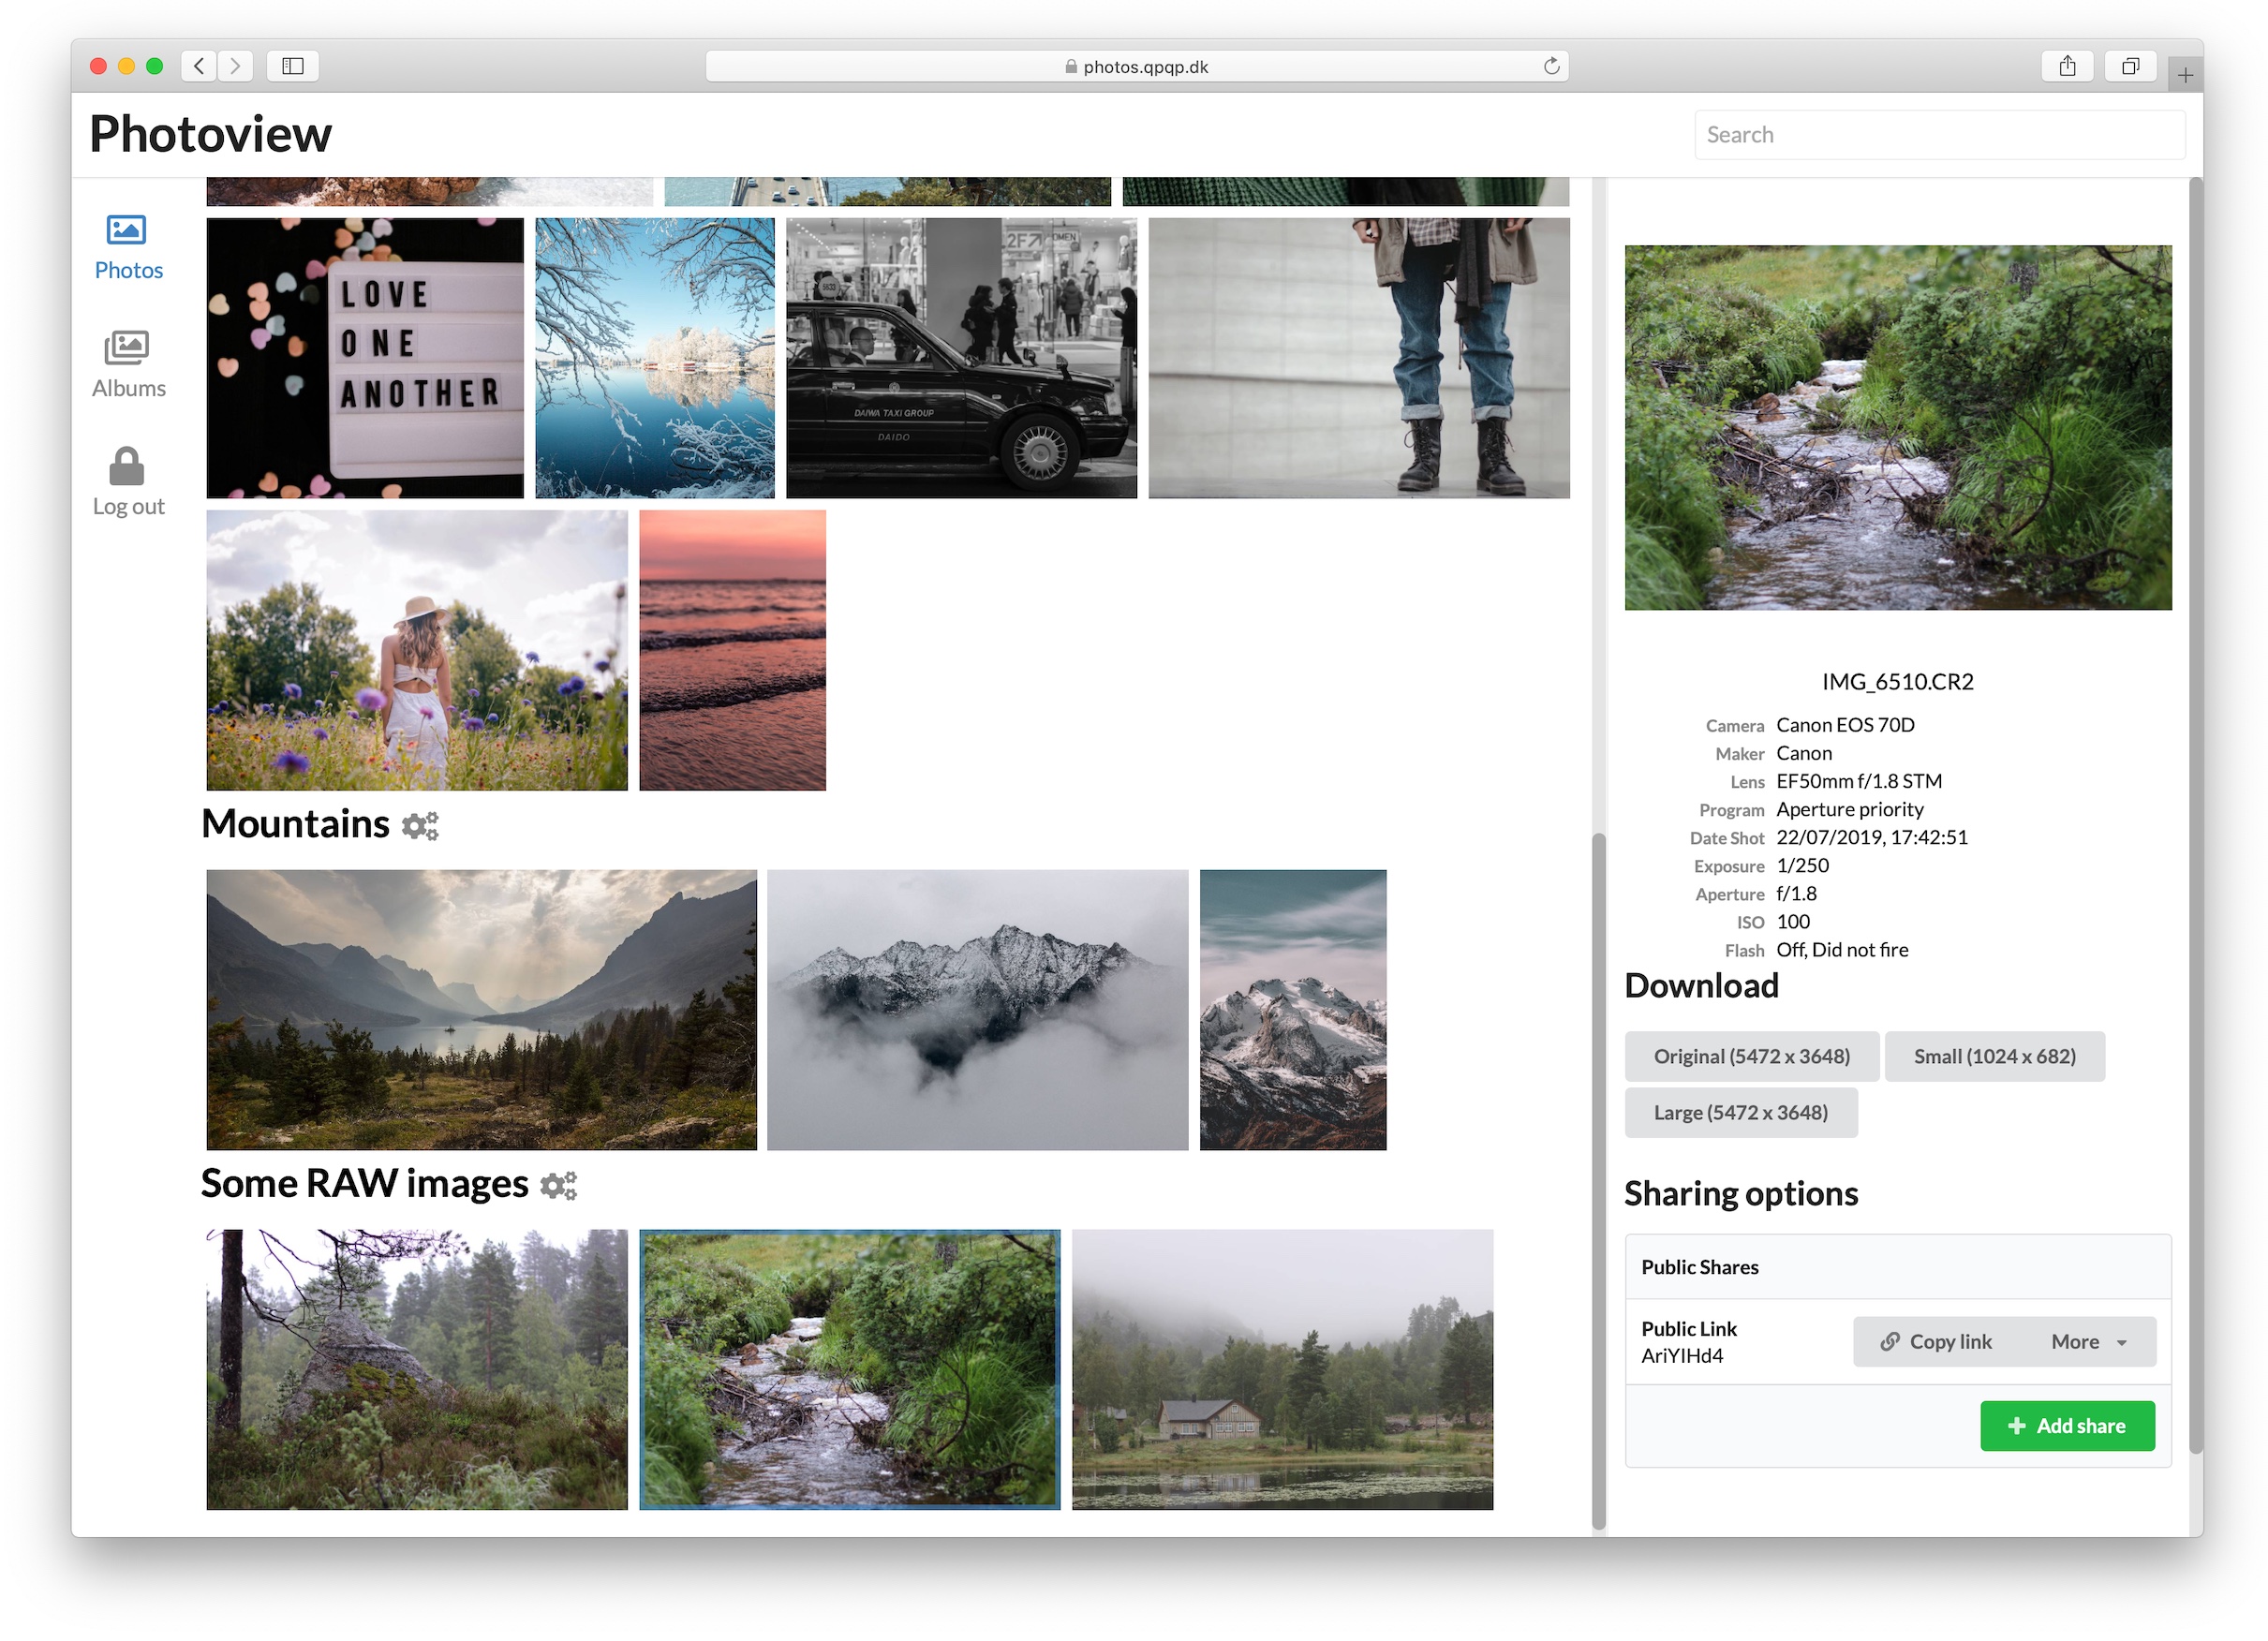 photos.qpqp.dk
Photoview
Search
Photos
Albums
Log out
LOVE
ONE
ANOTHER
2F WOMEN
DAIWA TAXI GROUP
DAIDO
Mountains
Some RAW images
IMG_6510.CR2
Camera Canon EOS 70D
Maker Canon
Lens EF50mm f/1.8 STM
Program Aperture priority
Date Shot 22/07/2019, 17:42:51
Exposure 1/250
Aperture f/1.8
ISO 100
Flash Off, Did not fire
Download
Original (5472 x 3648) Small (1024 x 682)
Large (5472 x 3648)
Sharing options
Public Shares
Public Link
AriYIHd4
Copy link More
Add share